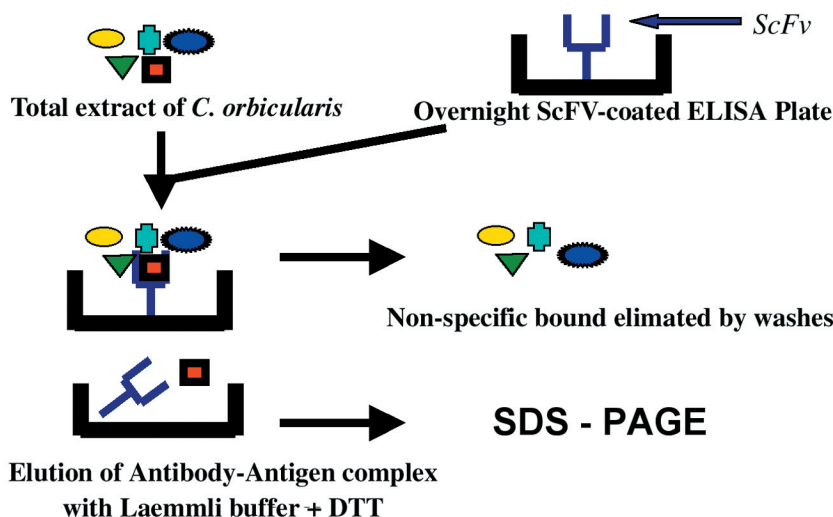 ScFv
Total extract of C. orbicularis
Overnight ScFV-coated ELISA Plate
Non-specific bound elimated by washes
SDS - PAGE
Elution of Antibody-Antigen complex
with Laemmli buffer + DTT